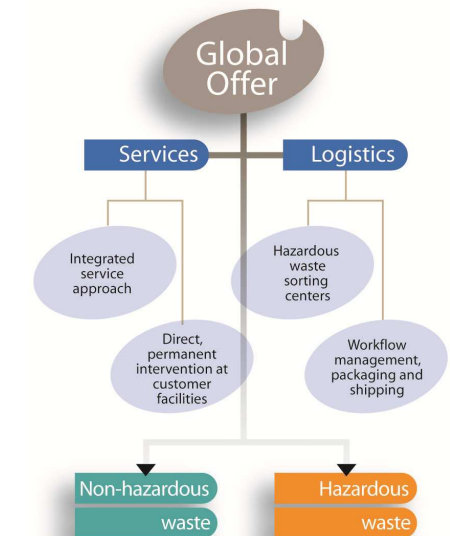 Global
Offer
Services
Logistics
Integrated
service
approach
Hazardous
waste
sorting
centers
Direct,
permanent
intervention at
customer
facilities
Workflow
management,
packaging and
shipping
Non-hazardous
waste
Hazardous
waste